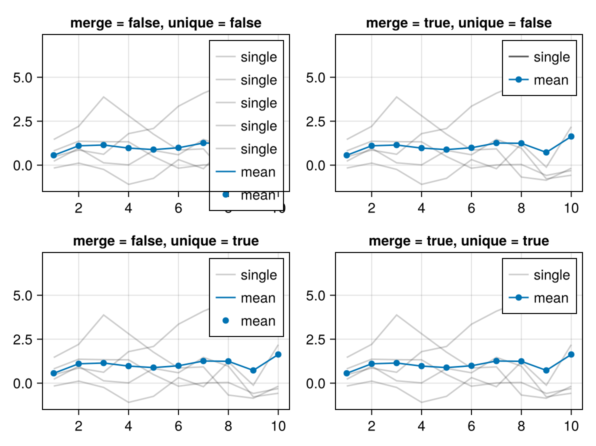 merge = false, unique = false
single
single
single
single
single
mean
mean
5.0
2.5
0.0
2
4
6
8
10
merge = true, unique = false
single
mean
5.0
2.5
0.0
2
4
6
8
10
merge = false, unique = true
single
mean
mean
5.0
2.5
0.0
2
4
6
8
10
merge = true, unique = true
single
mean
5.0
2.5
0.0
2
4
6
8
10